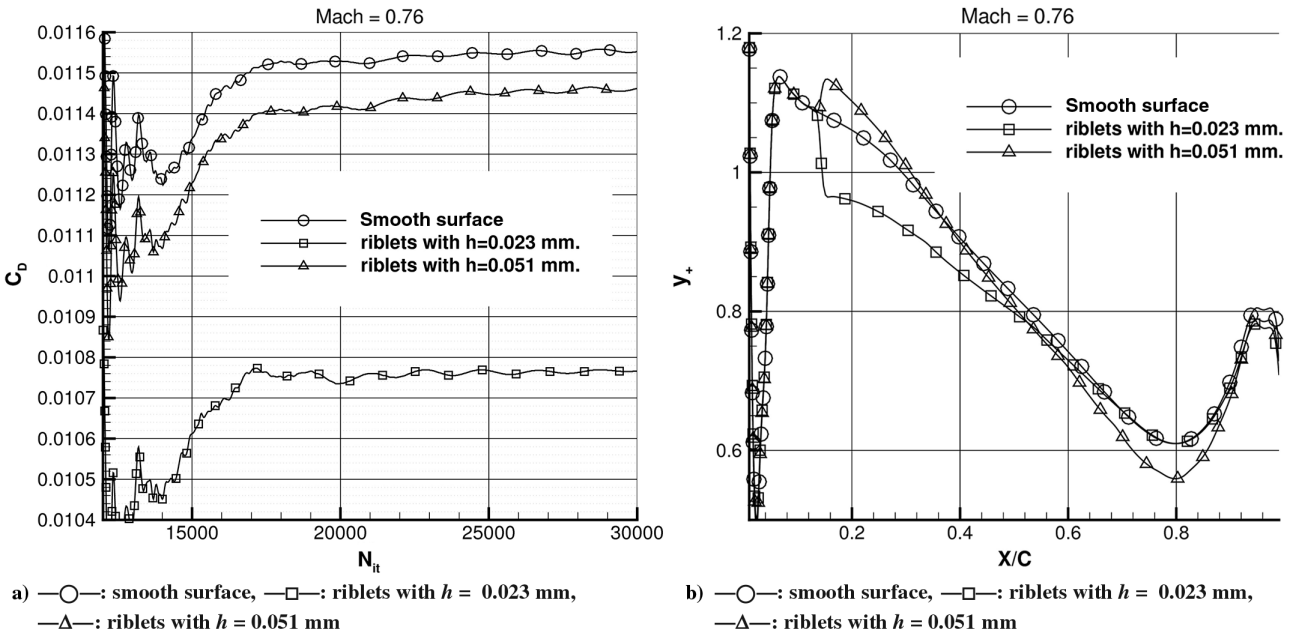 Mach = 0.76
0.0116
0.0115
0.0114
0.0113
0.0112
0.0111
0.011
0.0109
0.0108
0.0107
0.0106
0.0105
0.0104
C_D
Smooth surface
riblets with h=0.023 mm.
riblets with h=0.051 mm.
15000 20000 25000 30000
N_it
a) : smooth surface, : riblets with h = 0.023 mm,
: riblets with h = 0.051 mm
Mach = 0.76
1.2
1
0.8
0.6
y_+
Smooth surface
riblets with h=0.023 mm.
riblets with h=0.051 mm.
0.2 0.4 0.6 0.8
X/C
b) : smooth surface, : riblets with h = 0.023 mm,
: riblets with h = 0.051 mm